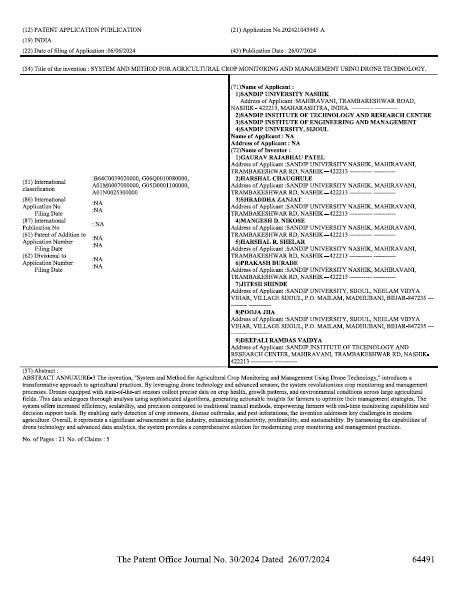 (12) PATENT APPLICATION PUBLICATION
(21) Application No.202421043945 A
(19) INDIA
(22) Date of filing of Application :06/06/2024
(43) Publication Date : 26/07/2024
(54) Title of the invention : SYSTEM AND METHOD FOR AGRICULTURAL CROP MONITORING AND MANAGEMENT USING DRONE TECHNOLOGY.
(51) International classification
:B64C0039020000, G06Q0010080000,
A01M0007000000, G05D0001100000,
A01N0025300000
(86) International Application No
:NA
Filing Date
:NA
(87) International Publication No
: NA
(61) Patent of Addition to Application Number
:NA
Filing Date
:NA
(62) Divisional to Application Number
:NA
Filing Date
:NA
(71)Name of Applicant :
1)SANDIP UNIVERSITY NASHIK
Address of Applicant :MAHIRAVANI, TRAMBAKESHWAR ROAD,
NASHIK - 422213, MAHARASHTRA, INDIA. ----------- -----------
2)SANDIP INSTITUTE OF TECHNOLOGY AND RESEARCH CENTRE
3)SANDIP INSTITUTE OF ENGINEERING AND MANAGEMENT
4)SANDIP UNIVERSITY, SIJOUL
Name of Applicant : NA
Address of Applicant : NA
(72)Name of Inventor :
1)GAURAV RAJABHAU PATEL
Address of Applicant :SANDIP UNIVERSITY NASHIK, MAHIRAVANI,
TRAMBAKESHWAR RD, NASHIK—422213 ----------- -----------
2)HARSHAL CHAUGHULE
Address of Applicant :SANDIP UNIVERSITY NASHIK, MAHIRAVANI,
TRAMBAKESHWAR RD, NASHIK—422213 ----------- -----------
3)SHRADDHA ZANJAT
Address of Applicant :SANDIP UNIVERSITY NASHIK, MAHIRAVANI,
TRAMBAKESHWAR RD, NASHIK—422213 ----------- -----------
4)MANGESH D. NIKOSE
Address of Applicant :SANDIP UNIVERSITY NASHIK, MAHIRAVANI,
TRAMBAKESHWAR RD, NASHIK—422213 ----------- -----------
5)HARSHAL R. SHELAR
Address of Applicant :SANDIP UNIVERSITY NASHIK, MAHIRAVANI,
TRAMBAKESHWAR RD, NASHIK—422213 ----------- -----------
6)PRAKASH BURADE
Address of Applicant :SANDIP UNIVERSITY NASHIK, MAHIRAVANI,
TRAMBAKESHWAR RD, NASHIK—422213 ----------- -----------
7)JITESH SHINDE
Address of Applicant :SANDIP UNIVERSITY, SIJOUL, NEELAM VIDYA
VIHAR, VILLAGE SIJOUL, P.O. MAILAM, MADHUBANI, BIHAR-847235 ---
-------- -----------
8)POOJA JHA
Address of Applicant :SANDIP UNIVERSITY, SIJOUL, NEELAM VIDYA
VIHAR, VILLAGE SIJOUL, P.O. MAILAM, MADHUBANI, BIHAR-847235 ---
-------- -----------
9)DEEPALI RAMDAS VAIDYA
Address of Applicant :SANDIP INSTITUTE OF TECHNOLOGY AND
RESEARCH CENTER, MAHIRAVANI, TRAMBAKESHWAR RD, NASHIK•
422213 ----------- -----------
(57) Abstract :
ABSTRACT ANNUXURE•3 The invention, "System and Method for Agricultural Crop Monitoring and Management Using Drone Technology," introduces a
transformative approach to agricultural practices. By leveraging drone technology and advanced sensors, the system revolutionizes crop monitoring and management
processes. Drones equipped with state-of-the-art sensors collect precise data on crop health, growth patterns, and environmental conditions across large agricultural
fields. This data undergoes thorough analysis using sophisticated algorithms, generating actionable insights for farmers to optimize their management strategies. The
system offers increased efficiency, scalability, and precision compared to traditional manual methods, empowering farmers with real-time monitoring capabilities and
decision support tools. By enabling early detection of crop stressors, disease outbreaks, and pest infestations, the invention addresses key challenges in modern
agriculture. Overall, it represents a significant advancement in the industry, enhancing productivity, profitability, and sustainability. By harnessing the capabilities of
drone technology and advanced data analytics, the system provides a comprehensive solution for modernizing crop monitoring and management practices.
No. of Pages : 21 No. of Claims : 5
The Patent Office Journal No. 30/2024 Dated 26/07/2024
64491